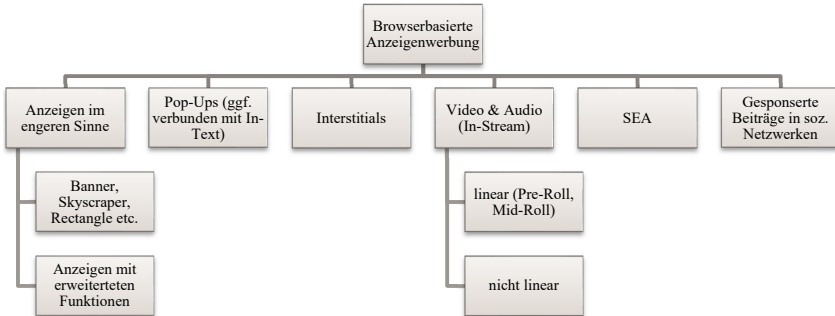 Browserbasierte
Anzeigenwerbung
Anzeigen im
engeren Sinne
Pop-Ups (ggf.
verbunden mit In-
Text)
Interstitials
Video & Audio
(In-Stream)
SEA
Gesponserte
Beiträge in soz.
Netzwerken
Banner,
Skyscraper,
Rectangle etc.
linear (Pre-Roll,
Mid-Roll)
Anzeigen mit
erweiterteten
Funktionen
nicht linear